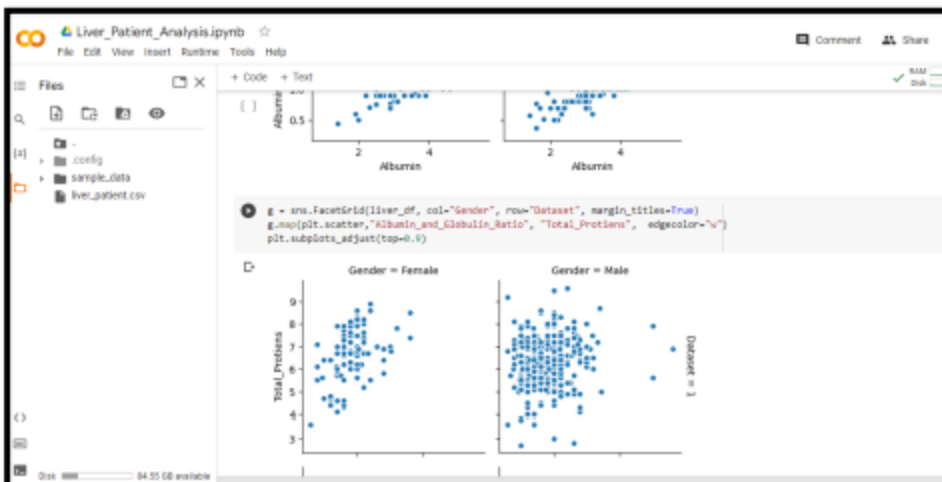 Liver_Patient_Analysis.ipynb
File Edit View Insert Runtime Tools Help
Comment Share
Files
+ Code + Text
RAM
Disk
..
.config
sample_data
liver_patient.csv
[ ]
Albumin
0.5
2 4 2 4
Albumin Albumin
g = sns.FacetGrid(liver_df, col="Gender", row="Dataset", margin_titles=True)
g.map(plt.scatter,"Albumin_and_Globulin_Ratio", "Total_Protiens", edgecolor="w")
plt.subplots_adjust(top=0.9)
Gender = Female Gender = Male
Total_Protiens
9
8
7
6
5
4
3
Dataset = 1
Disk 84.95 GB available